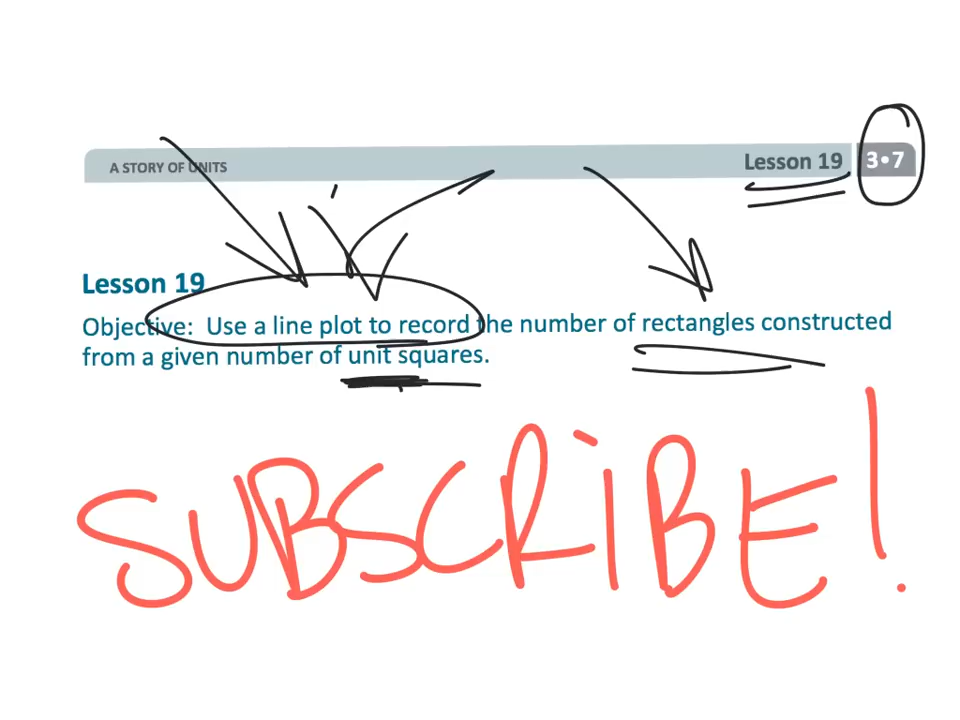 A STORY OF UNITS Lesson 19 3•7
Lesson 19
Objective: Use a line plot to record the number of rectangles constructed
from a given number of unit squares.
SUBSCRIBE!